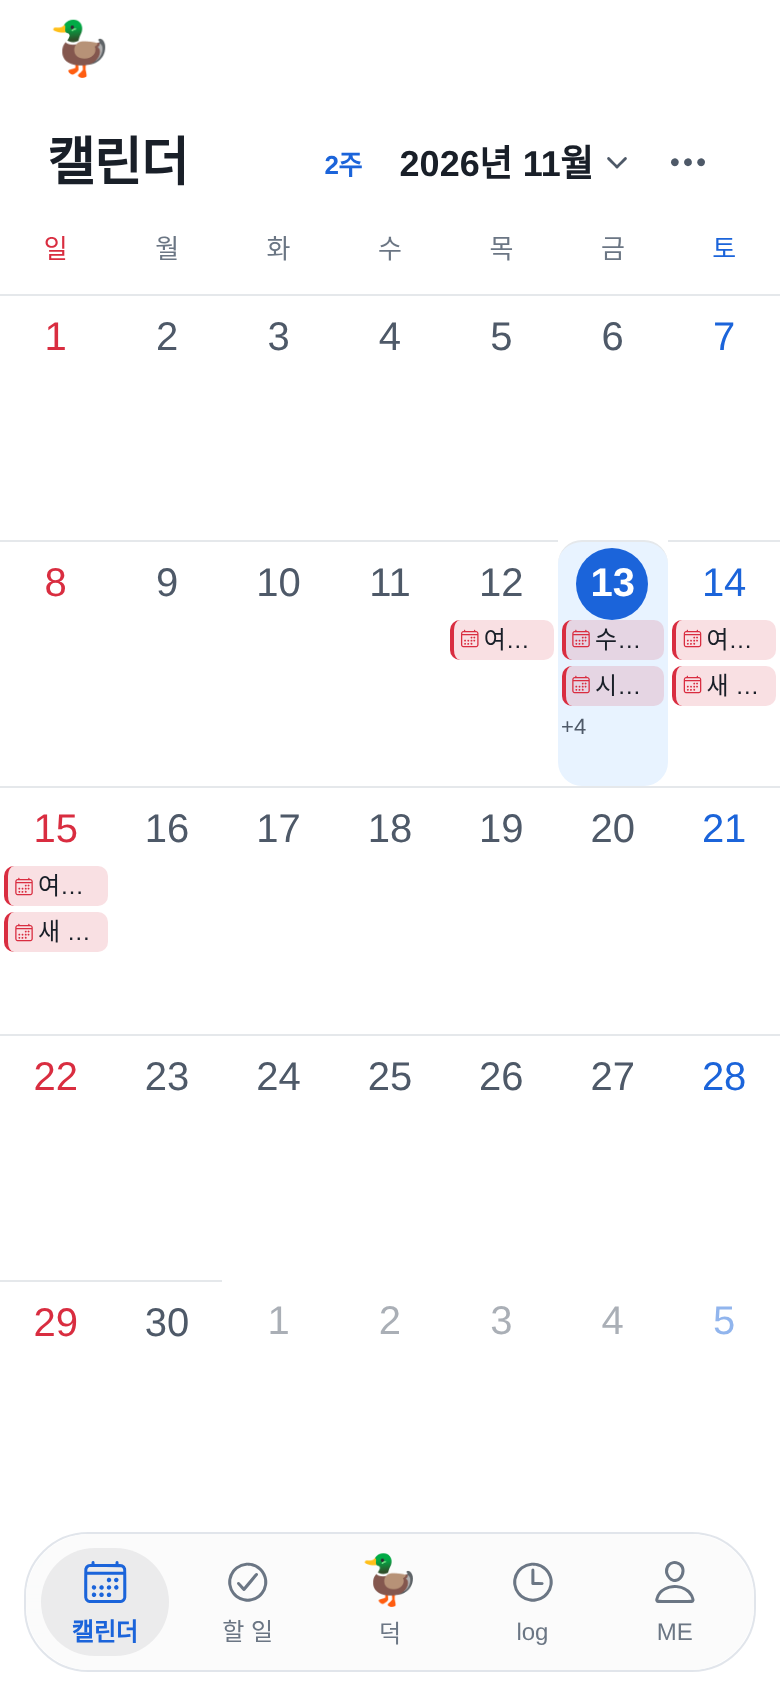 캘린더 2주 2026년 11월
일 월 화 수 목 금 토
1 2 3 4 5 6 7
8 9 10 11 12 13 14
여... 수... 여...
시... 새 ...
+4
15 16 17 18 19 20 21
여...
새 ...
22 23 24 25 26 27 28
29 30 1 2 3 4 5
캘린더 할 일 덕 log ME